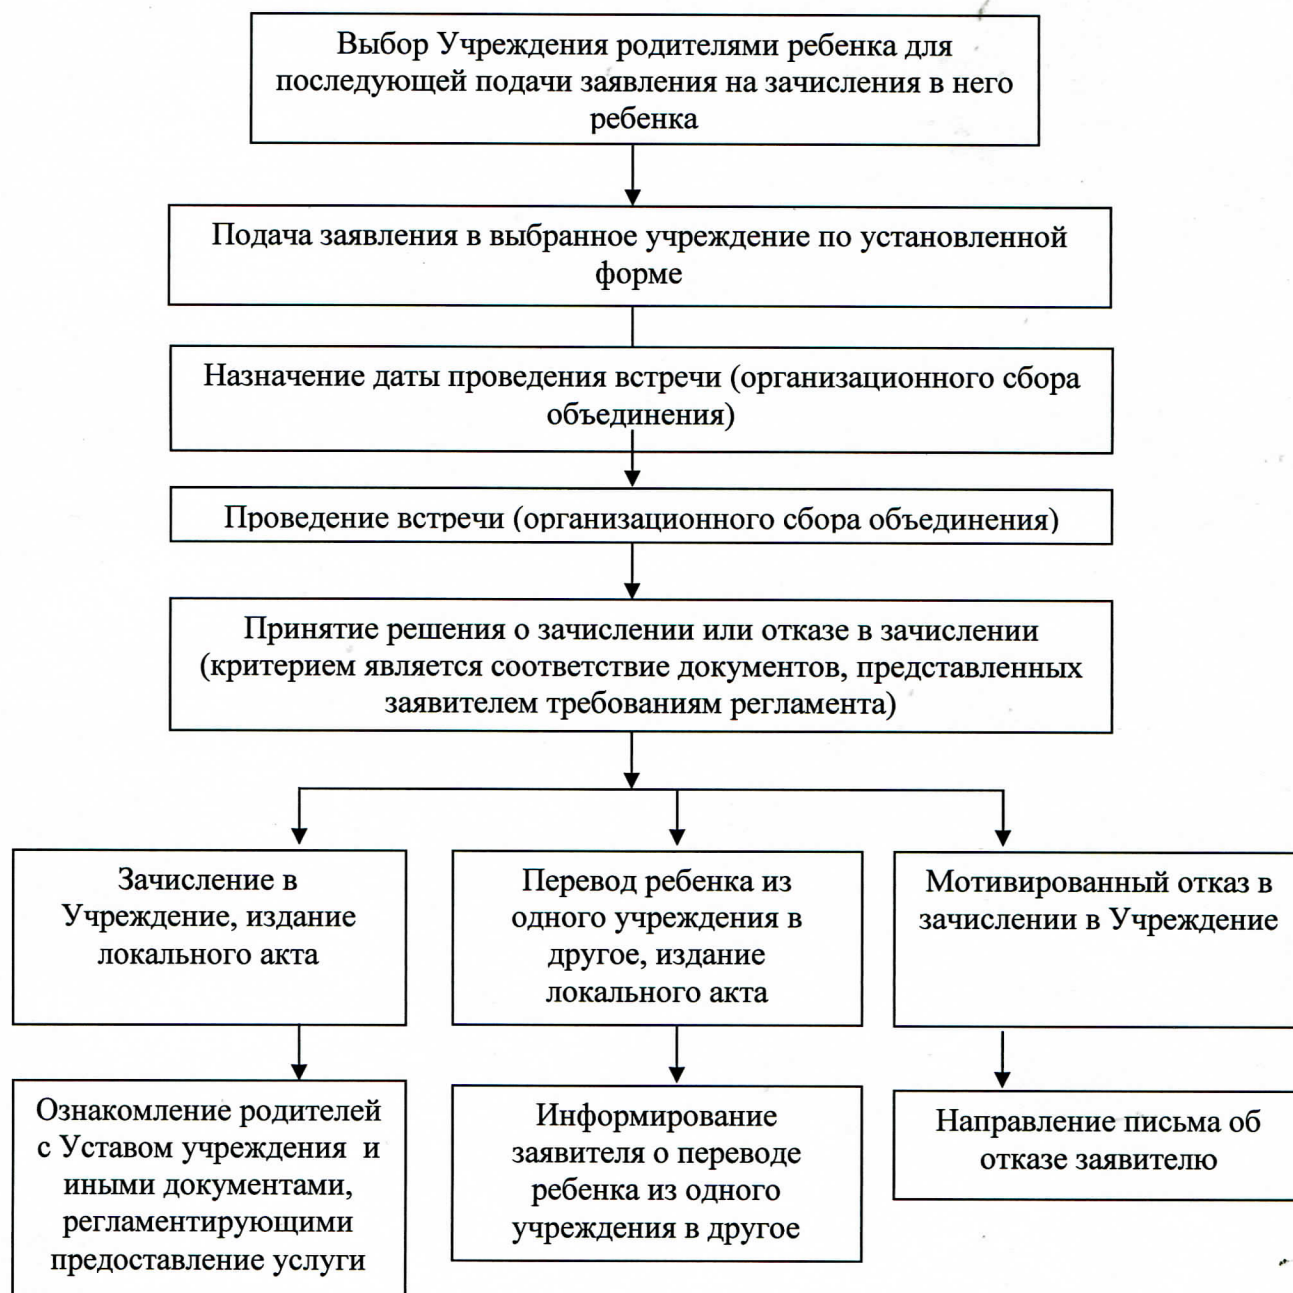 Выбор Учреждения родителями ребенка для
последующей подачи заявления на зачисления в него
ребенка
Подача заявления в выбранное учреждение по установленной
форме
Назначение даты проведения встречи (организационного сбора
объединения)
Проведение встречи (организационного сбора объединения)
Принятие решения о зачислении или отказе в зачислении
(критерием является соответствие документов, представленных
заявителем требованиям регламента)
Зачисление в
Учреждение, издание
локального акта
Перевод ребенка из
одного учреждения в
другое, издание
локального акта
Мотивированный отказ в
зачислении в Учреждение
Ознакомление родителей
с Уставом учреждения и
иными документами,
регламентирующими
предоставление услуги
Информирование
заявителя о переводе
ребенка из одного
учреждения в другое
Направление письма об
отказе заявителю